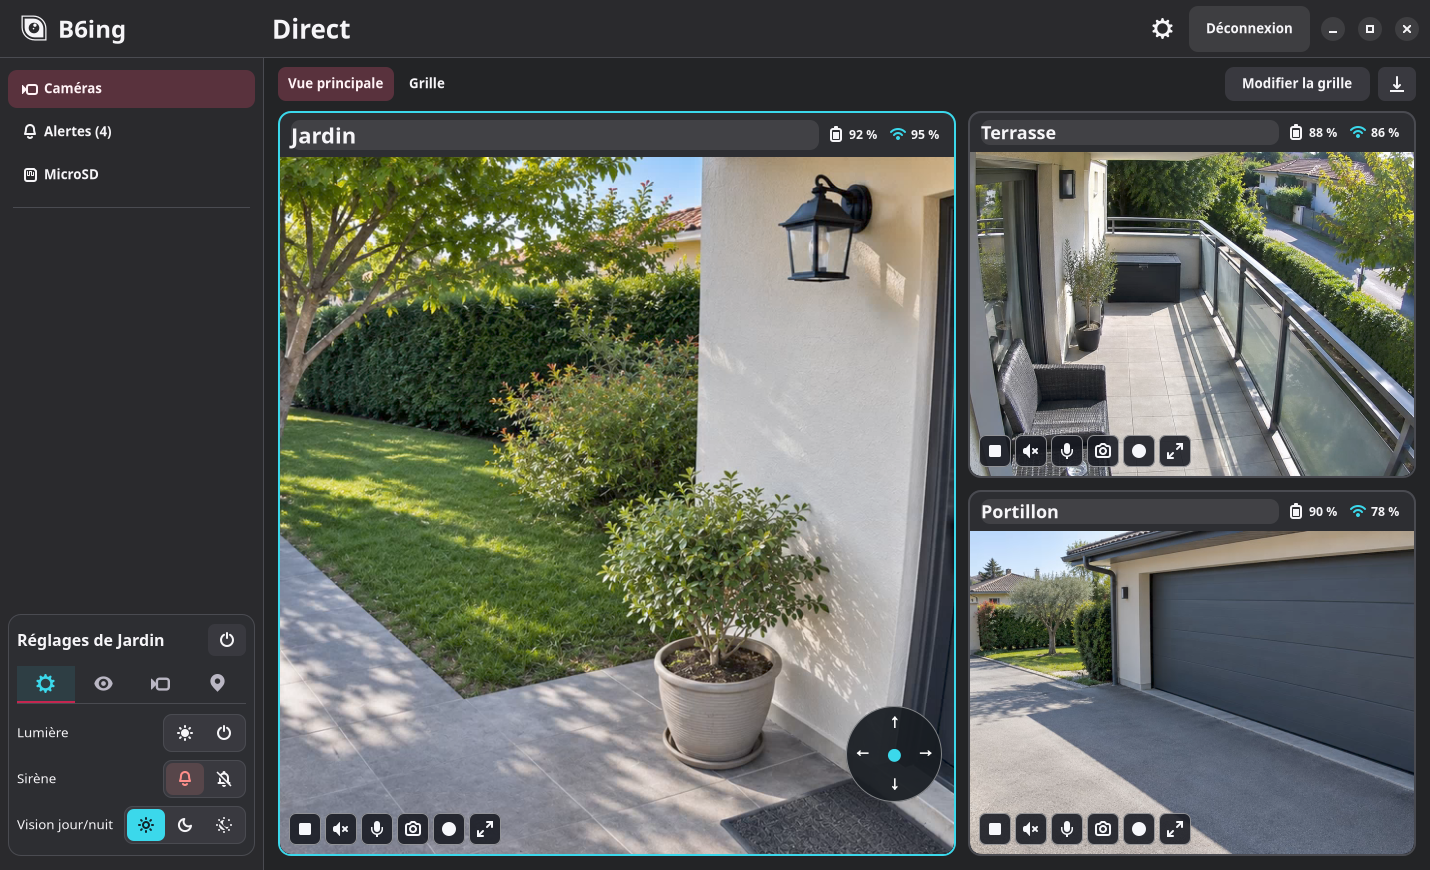 B6ing
Direct
Déconnexion
Caméras
Alertes (4)
MicroSD
Vue principale
Grille
Modifier la grille
Jardin
92 %
95 %
Terrasse
88 %
86 %
Portillon
90 %
78 %
Réglages de Jardin
Lumière
Sirène
Vision jour/nuit